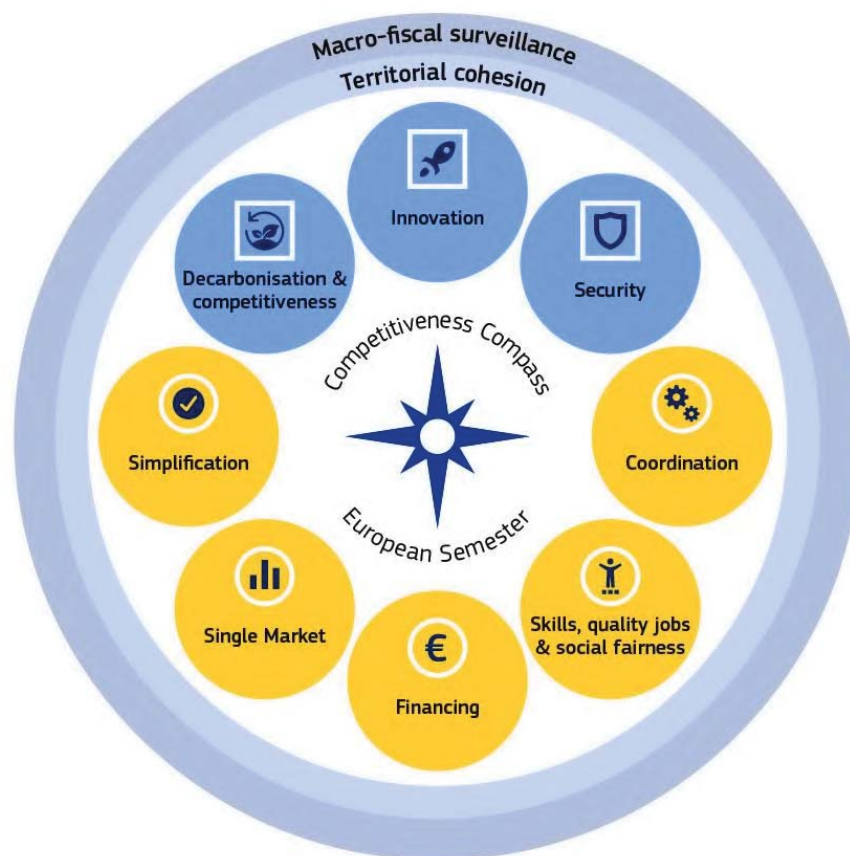 Macro-fiscal surveillance
Territorial cohesion
Innovation
Decarbonisation &
competitiveness
Security
Competitiveness Compass
Simplification
Coordination
European Semester
Single Market
Skills, quality jobs
& social fairness
€
Financing